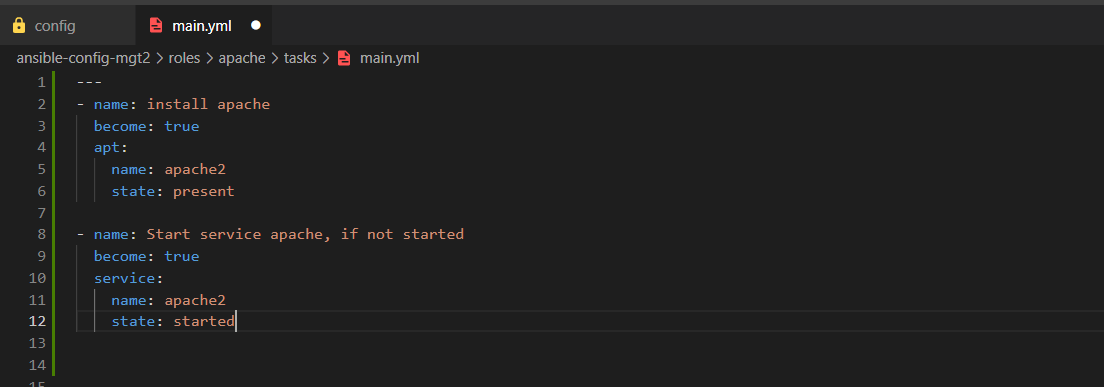 config main.yml
ansible-config-mgt2 > roles > apache > tasks > main.yml
1 ---
2 - name: install apache
3 become: true
4 apt:
5 name: apache2
6 state: present
7
8 - name: Start service apache, if not started
9 become: true
10 service:
11 name: apache2
12 state: started
13
14
15